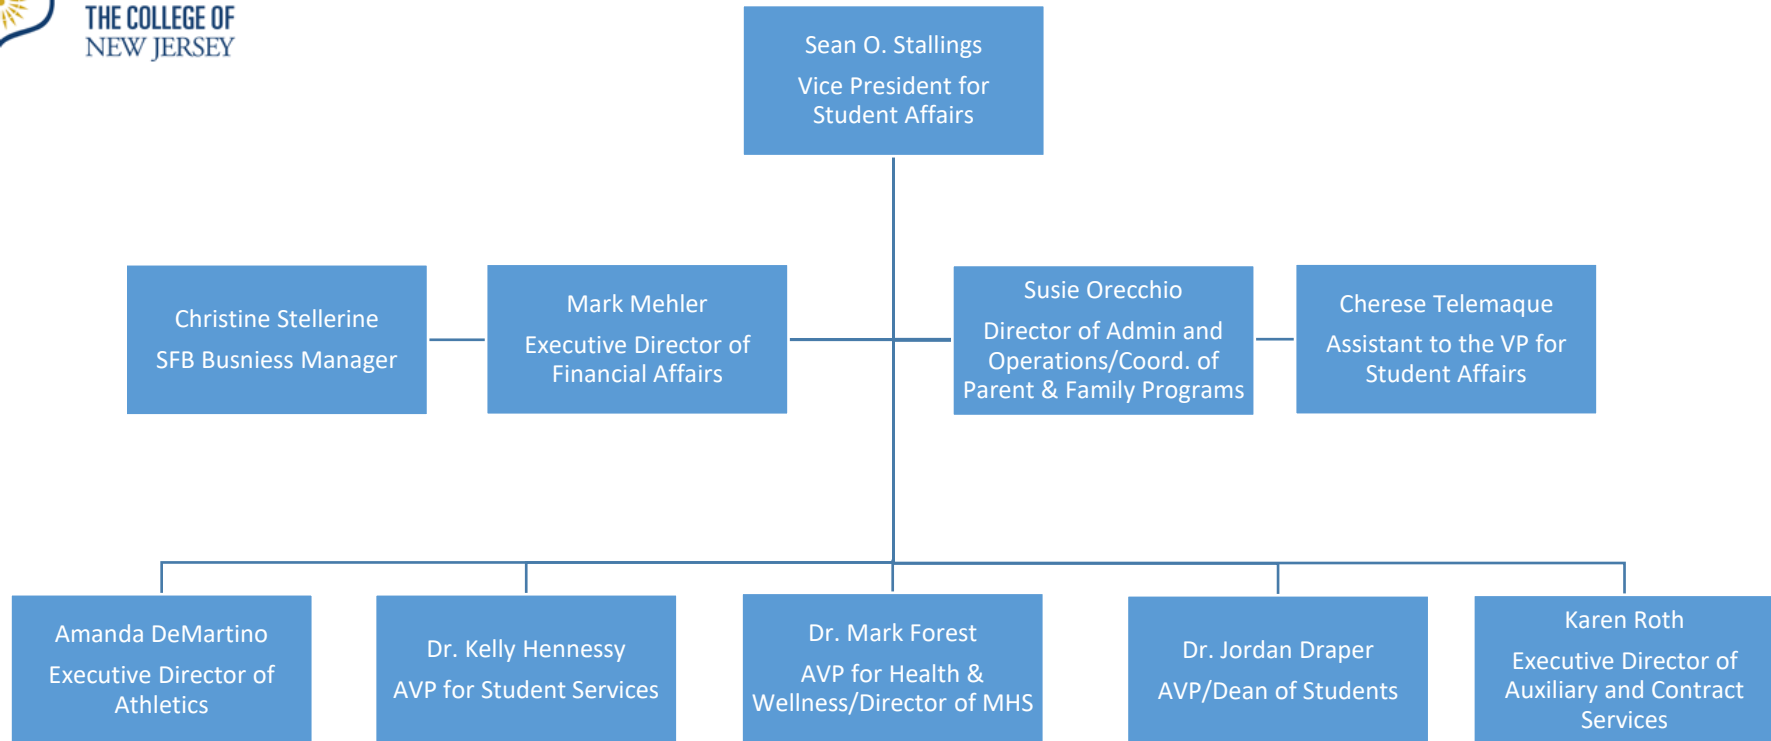 THE COLLEGE OF
NEW JERSEY
Sean O. Stallings
Vice President for
Student Affairs
Christine Stellerine
SFB Busniess Manager
Mark Mehler
Executive Director of
Financial Affairs
Susie Orecchio
Director of Admin and
Operations/Coord. of
Parent & Family Programs
Cherese Telemaque
Assistant to the VP for
Student Affairs
Amanda DeMartino
Executive Director of
Athletics
Dr. Kelly Hennessy
AVP for Student Services
Dr. Mark Forest
AVP for Health &
Wellness/Director of MHS
Dr. Jordan Draper
AVP/Dean of Students
Karen Roth
Executive Director of
Auxiliary and Contract
Services